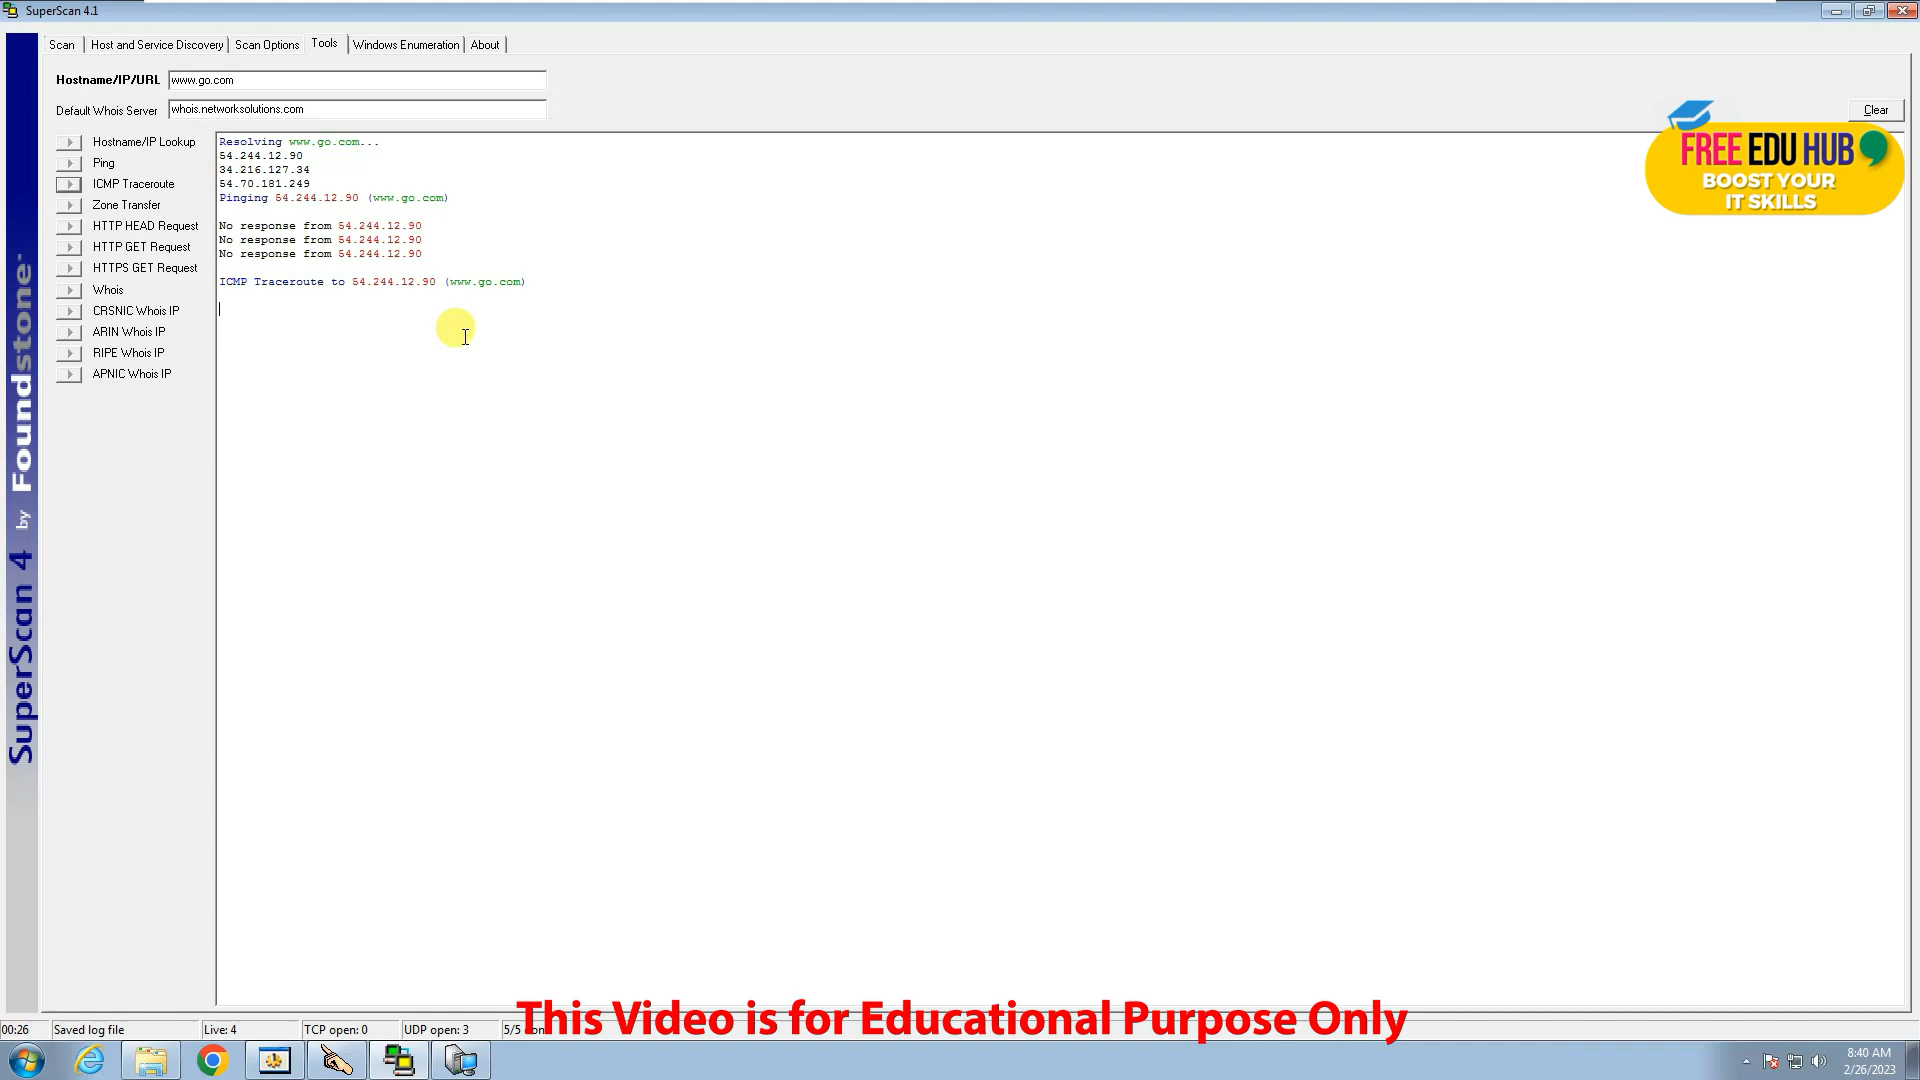 SuperScan 4.1
Scan
Host and Service Discovery
Scan Options
Tools
Windows Enumeration
About
Hostname/IP/URL
www.go.com
Default Whois Server
whois.networksolutions.com
Clear
FREE EDU HUB
BOOST YOUR
IT SKILLS
Hostname/IP Lookup
Ping
ICMP Traceroute
Zone Transfer
HTTP HEAD Request
HTTP GET Request
HTTPS GET Request
Whois
CRSNIC Whois IP
ARIN Whois IP
RIPE Whois IP
APNIC Whois IP
Resolving www.go.com...
54.244.12.90
34.216.127.34
54.70.181.249
Pinging 54.244.12.90 (www.go.com)
No response from 54.244.12.90
No response from 54.244.12.90
No response from 54.244.12.90
ICMP Traceroute to 54.244.12.90 (www.go.com)
SuperScan 4 by Foundstone
This Video is for Educational Purpose Only
00:26
Saved log file
Live: 4
TCP open: 0
UDP open: 3
5/5
8:40 AM
2/26/2023